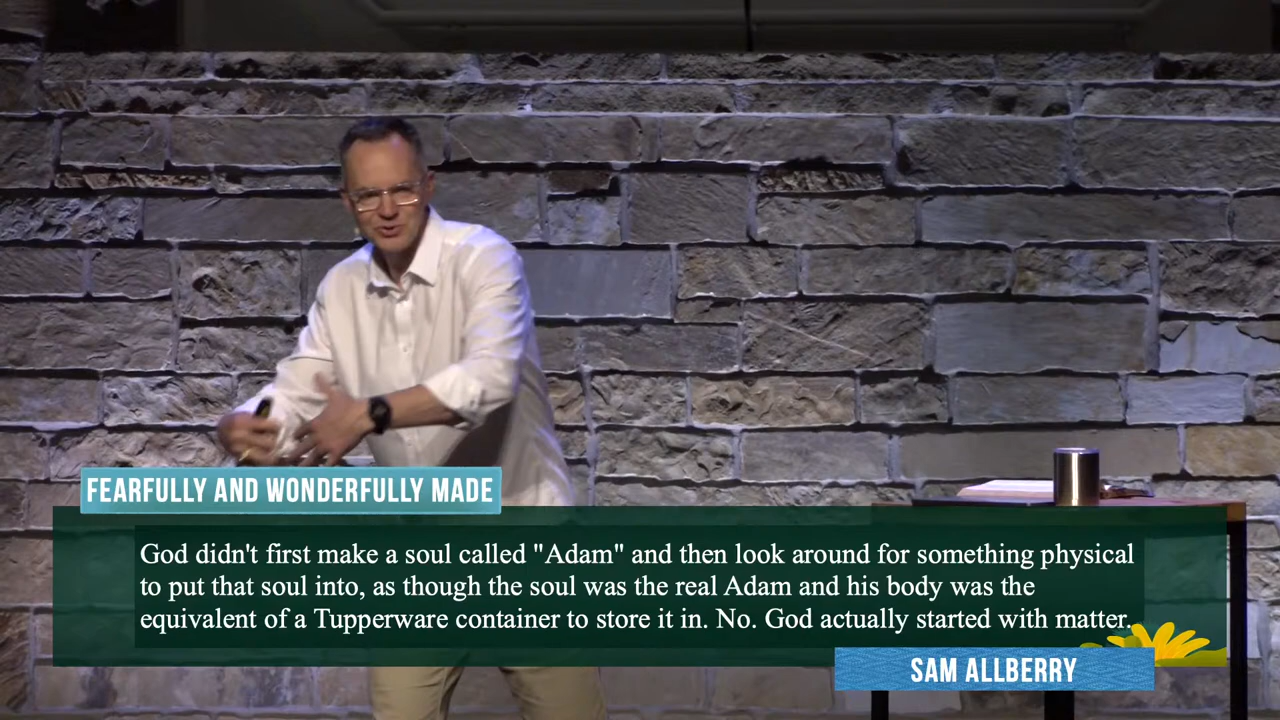 FEARFULLY AND WONDERFULLY MADE
God didn't first make a soul called "Adam" and then look around for something physical
to put that soul into, as though the soul was the real Adam and his body was the
equivalent of a Tupperware container to store it in. No. God actually started with matter.
SAM ALLBERRY